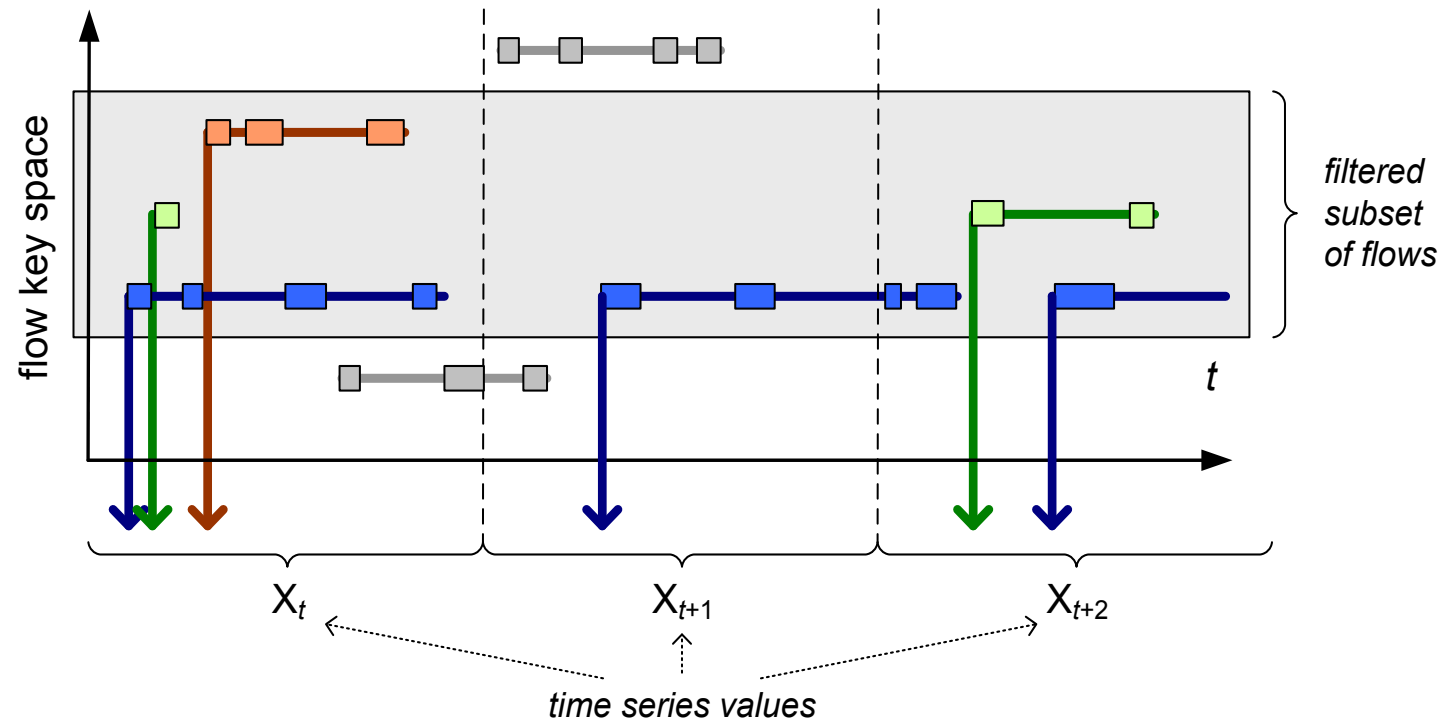 flow key space
filtered
subset
of flows
t
Xt
Xt+1
Xt+2
time series values